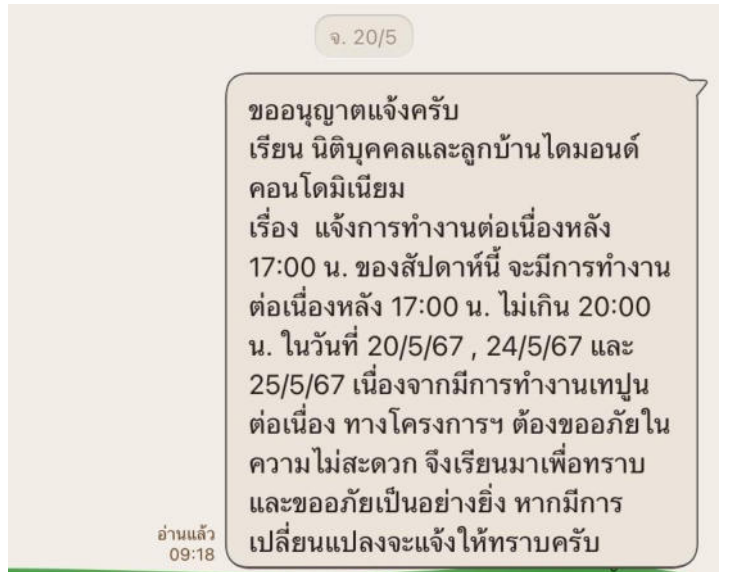 จ. 20/5
ขออนุญาตแจ้งครับ
เรียน นิติบุคคลและลูกบ้านไดมอนด์
คอนโดมิเนียม
เรื่อง แจ้งการทำงานต่อเนื่องหลัง
17:00 น. ของสัปดาห์นี้ จะมีการทำงาน
ต่อเนื่องหลัง 17:00 น. ไม่เกิน 20:00
น. ในวันที่ 20/5/67 , 24/5/67 และ
25/5/67 เนื่องจากมีการทำงานเทปูน
ต่อเนื่อง ทางโครงการฯ ต้องขออภัยใน
ความไม่สะดวก จึงเรียนมาเพื่อทราบ
และขออภัยเป็นอย่างยิ่ง หากมีการ
เปลี่ยนแปลงจะแจ้งให้ทราบครับ
อ่านแล้ว
09:18